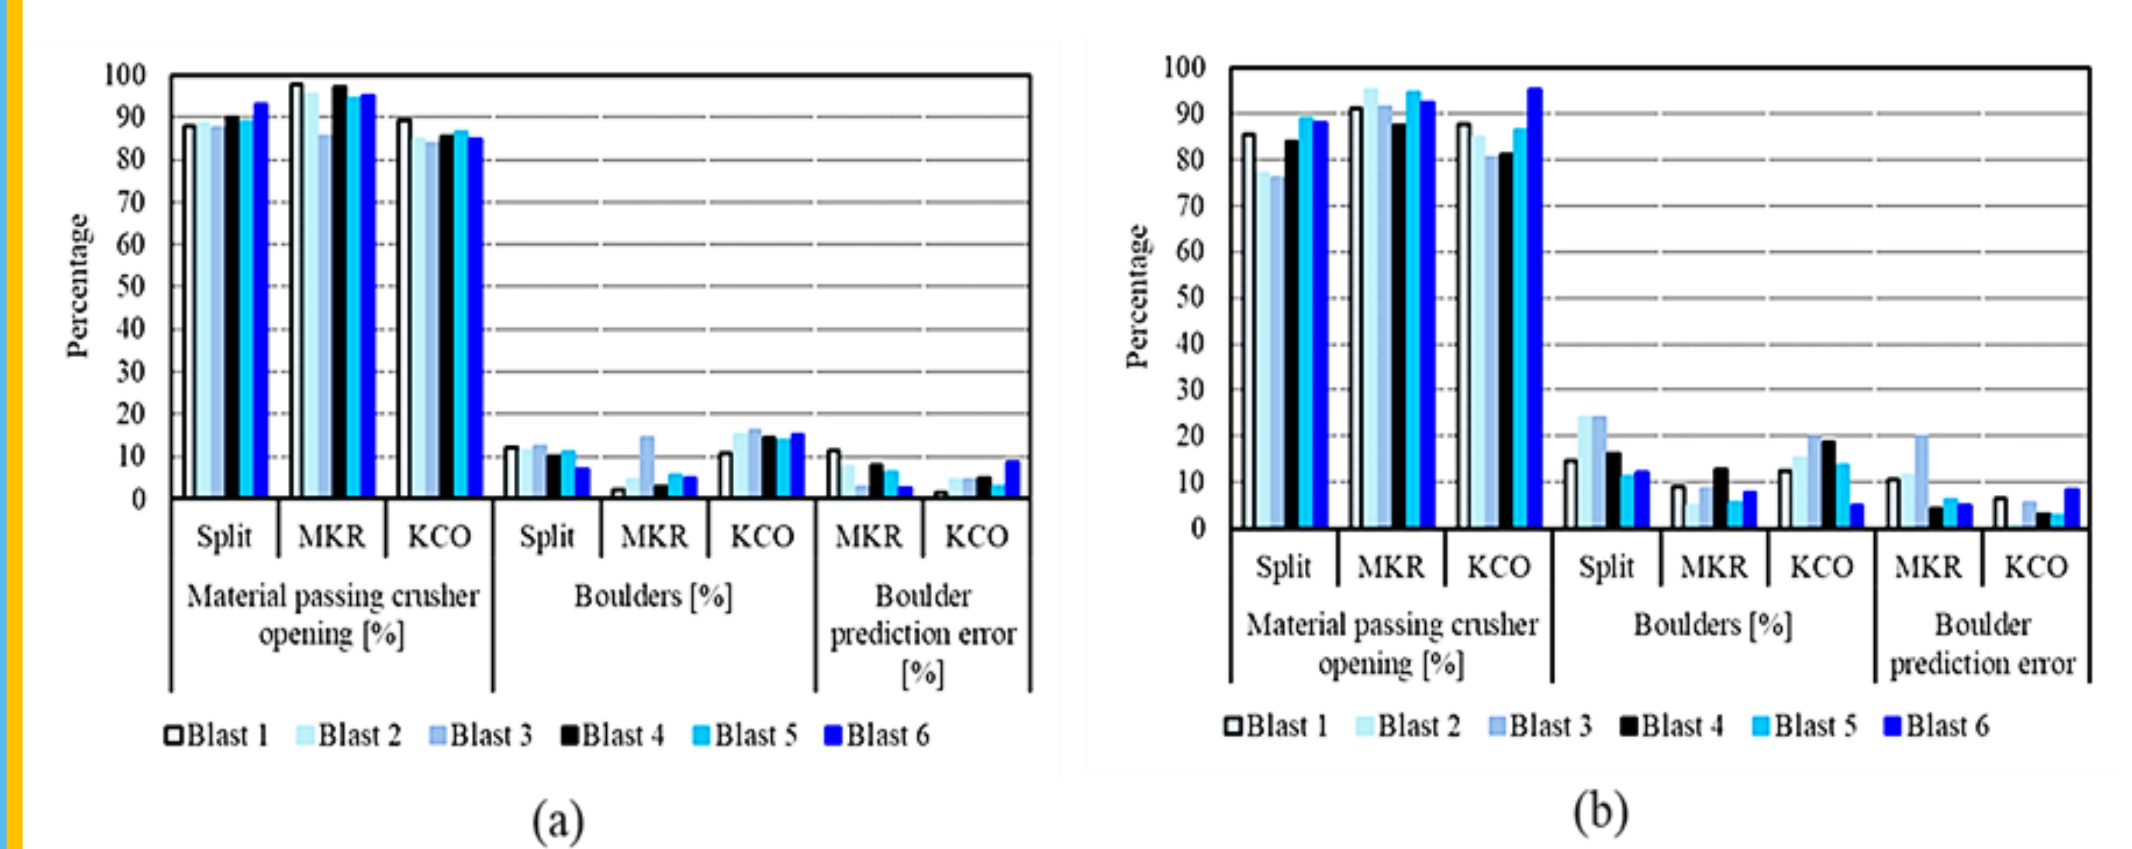 100
90
80
70
60
50
40
30
20
10
0
Percentage
Split MKR KCO Split MKR KCO MKR KCO
Material passing crusher
opening [%]
Boulders [%]
Boulder
prediction error
[%]
Blast 1 Blast 2 Blast 3 Blast 4 Blast 5 Blast 6
(a)
100
90
80
70
60
50
40
30
20
10
0
Percentage
Split MKR KCO Split MKR KCO MKR KCO
Material passing crusher
opening [%]
Boulders [%]
Boulder
prediction error
Blast 1 Blast 2 Blast 3 Blast 4 Blast 5 Blast 6
(b)